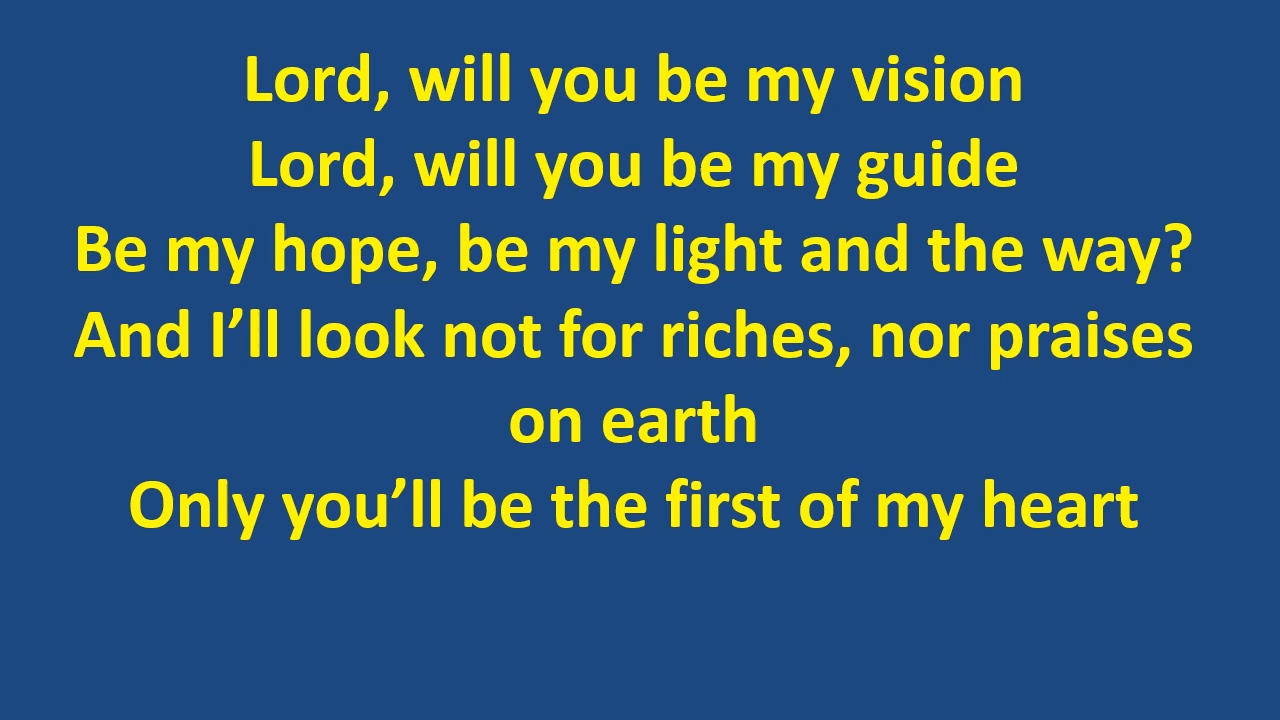 Lord, will you be my vision
Lord, will you be my guide
Be my hope, be my light and the way?
And I’ll look not for riches, nor praises
on earth
Only you’ll be the first of my heart